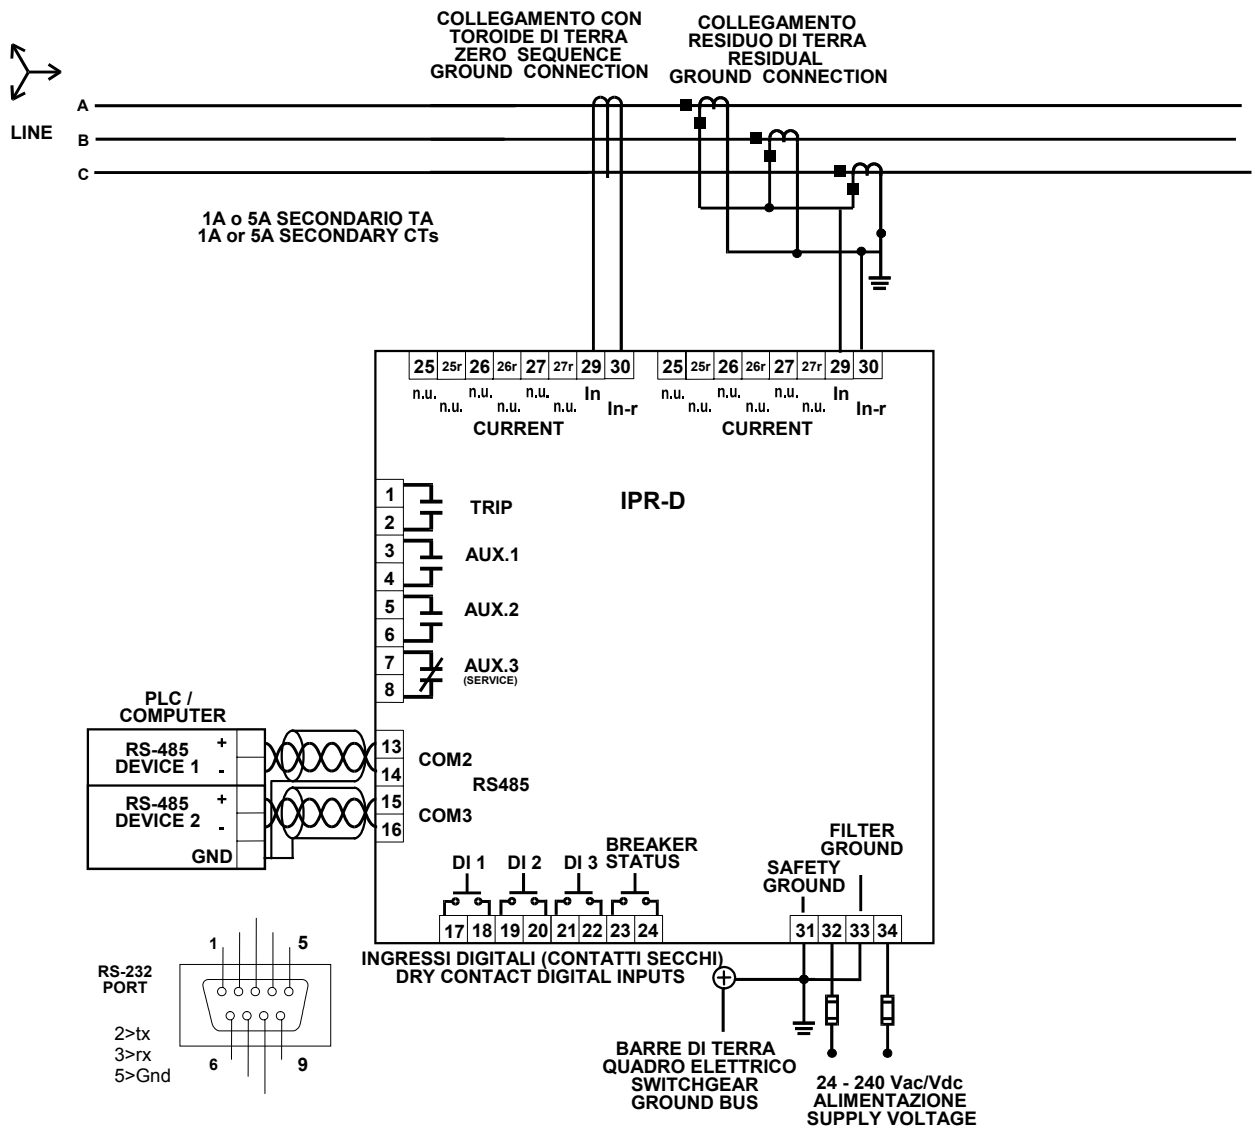 COLLEGAMENTO CON
TOROIDE DI TERRA
ZERO SEQUENCE
GROUND CONNECTION
COLLEGAMENTO
RESIDUO DI TERRA
RESIDUAL
GROUND CONNECTION
LINE
A
B
C
1A o 5A SECONDARIO TA
1A or 5A SECONDARY CTs
25 25r 26 26r 27 27r 29 30
n.u. n.u. n.u. n.u. n.u. n.u. In In-r
CURRENT
25 25r 26 26r 27 27r 29 30
n.u. n.u. n.u. n.u. n.u. n.u. In In-r
CURRENT
IPR-D
1
2
TRIP
3
4
AUX.1
5
6
AUX.2
7
8
AUX.3
(SERVICE)
PLC /
COMPUTER
RS-485 +
DEVICE 1 -
RS-485 +
DEVICE 2 -
GND
13
14
COM2
RS485
15
16
COM3
DI 1
DI 2
DI 3
BREAKER
STATUS
17 18 19 20 21 22 23 24
INGRESSI DIGITALI (CONTATTI SECCHI)
DRY CONTACT DIGITAL INPUTS
FILTER
GROUND
SAFETY
GROUND
31 32 33 34
BARRE DI TERRA
QUADRO ELETTRICO
SWITCHGEAR
GROUND BUS
24 - 240 Vac/Vdc
ALIMENTAZIONE
SUPPLY VOLTAGE
RS-232
PORT
1 5
6 9
2>tx
3>rx
5>Gnd